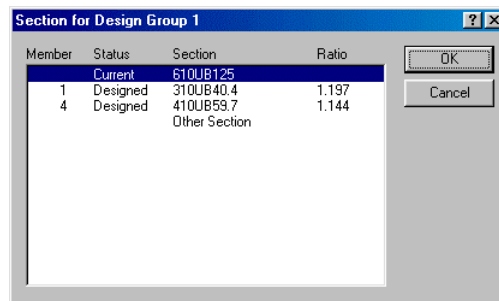 Section for Design Group 1
Member Status Section Ratio
Current 610UB125
1 Designed 310UB40.4 1.197
4 Designed 410UB59.7 1.144
Other Section
OK
Cancel